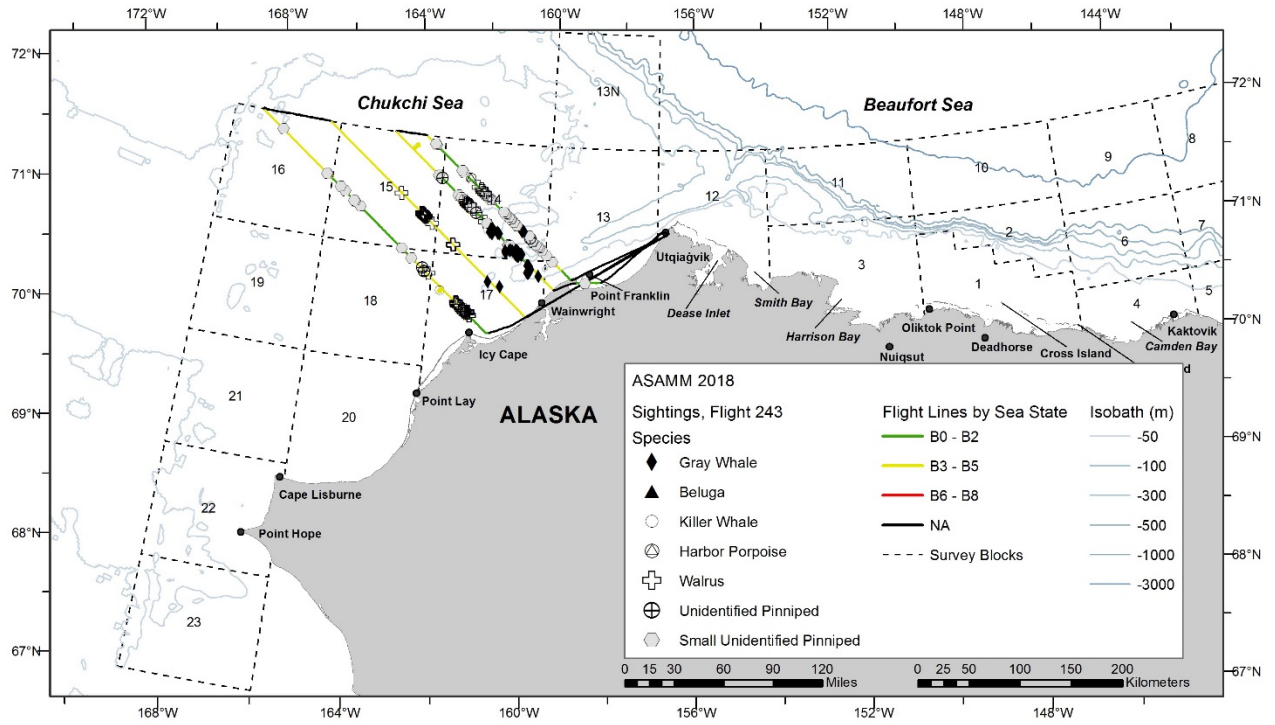 172°W 168°W 164°W 160°W 156°W 152°W 148°W 144°W
72°N 72°N
Chukchi Sea Beaufort Sea
13N
8
9
10
16
71°N 71°N
15
14
11
12
13
7
2
6
Utqiaġvik
3
19
18
17
1
5
4
70°N 70°N
Point Franklin
Wainwright
Dease Inlet
Smith Bay
Harrison Bay
Oliktok Point
Kaktovik
Camden Bay
Deadhorse
Cross Island
Nuiqsut
Icy Cape
d
21
20
Point Lay
69°N 69°N
ALASKA
Cape Lisburne
22
Point Hope
68°N 68°N
23
67°N 67°N
ASAMM 2018
Sightings, Flight 243
Species
Gray Whale
Beluga
Killer Whale
Harbor Porpoise
Walrus
Unidentified Pinniped
Small Unidentified Pinniped
Flight Lines by Sea State
B0 - B2
B3 - B5
B6 - B8
NA
Survey Blocks
Isobath (m)
-50
-100
-300
-500
-1000
-3000
0 15 30 60 90 120
Miles
0 25 50 100 150 200
Kilometers
168°W 164°W 160°W 156°W 152°W 148°W